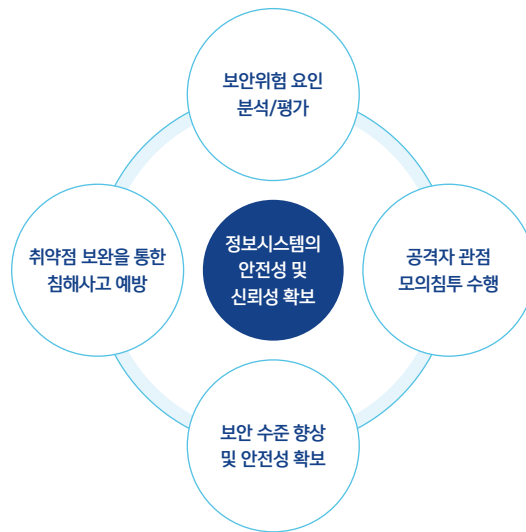 보안위험 요인
분석/평가
취약점 보완을 통한
침해사고 예방
정보시스템의
안전성 및
신뢰성 확보
공격자 관점
모의침투 수행
보안 수준 향상
및 안전성 확보